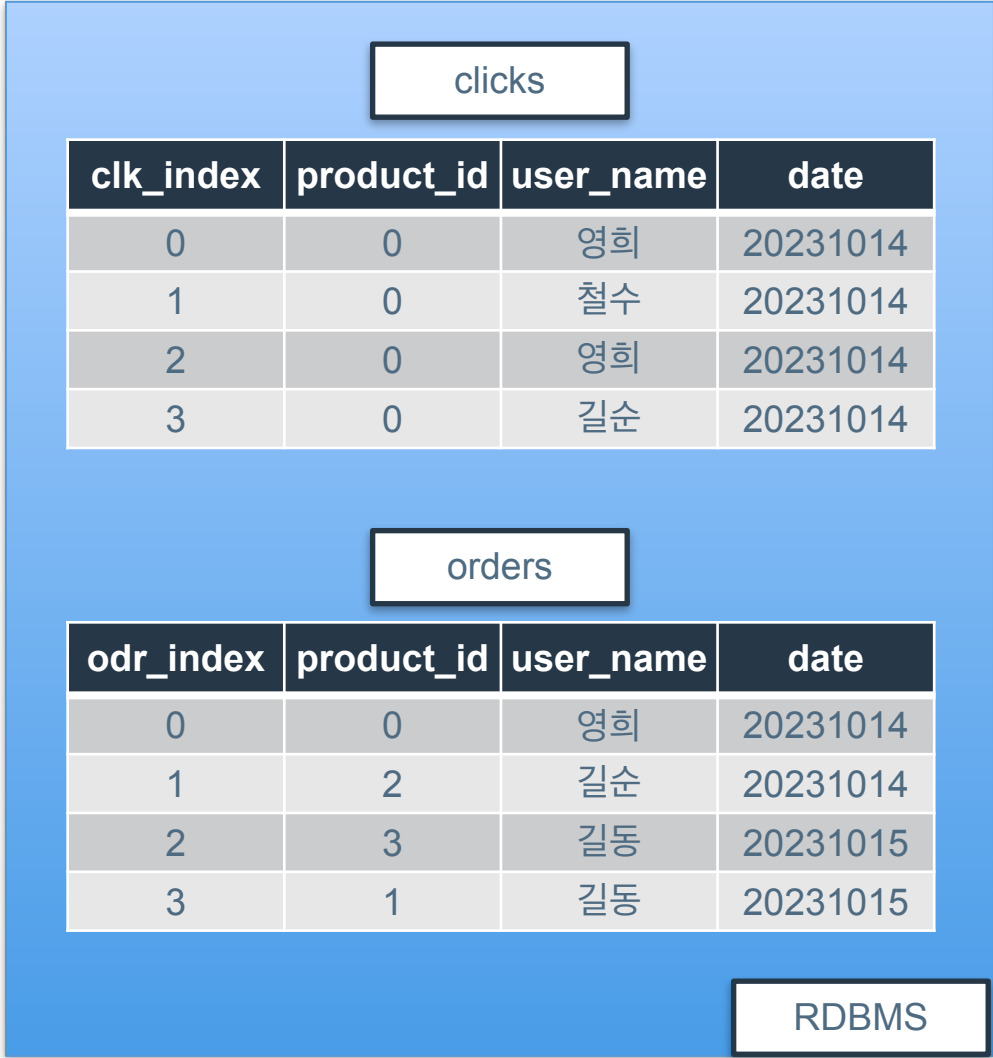 clicks
clk_index product_id user_name date
0 0 영희 20231014
1 0 철수 20231014
2 0 영희 20231014
3 0 길순 20231014
orders
odr_index product_id user_name date
0 0 영희 20231014
1 2 길순 20231014
2 3 길동 20231015
3 1 길동 20231015
RDBMS